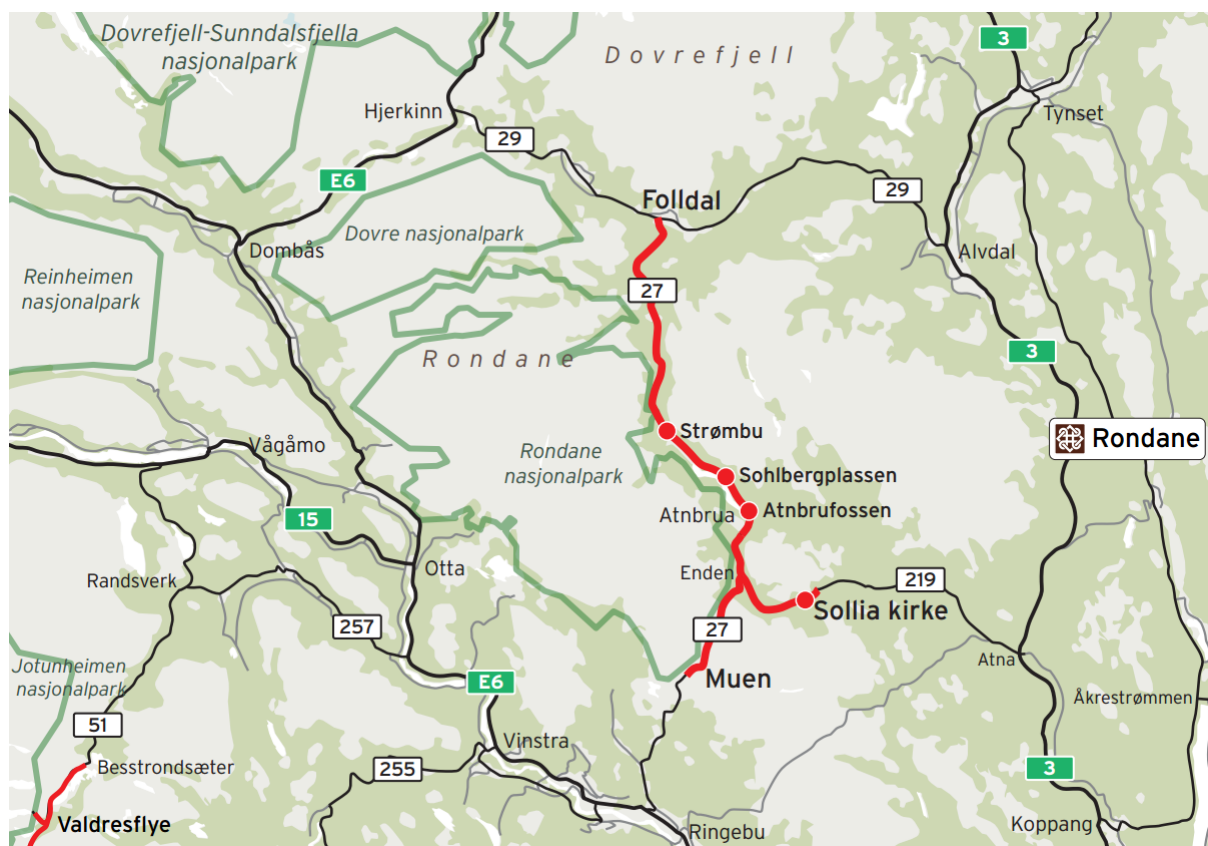 Dovrefjell-Sunndalsfjella
nasjonalpark
Dovrefjell
3
Tynset
Hjerkinn
29
E6
29
Folldal
Dovre nasjonalpark
Dombås
Alvdal
Reinheimen
nasjonalpark
27
3
Rondane
Strømbu
Rondane
Vågåmo
Rondane
nasjonalpark
Sohlbergplassen
Atnbrua
Atnbrufossen
15
Otta
Enden
Randsverk
219
Sollia kirke
257
27
Atna
Jotunheimen
nasjonalpark
E6
Muen
Åkrestrømmen
51
Vinstra
Besstrondsæter
255
3
Valdresflye
Ringebu
Koppang